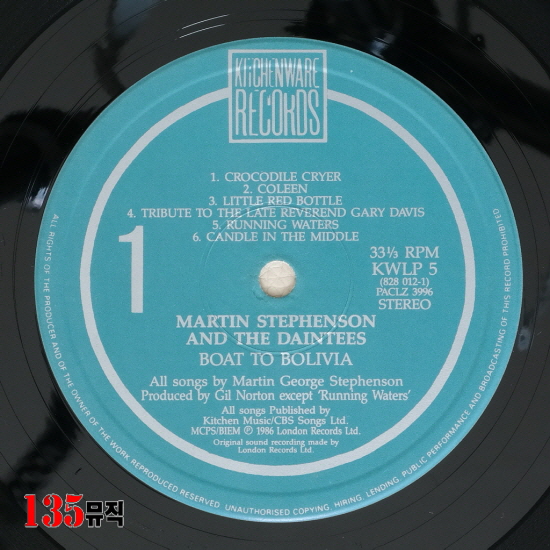 KITCHENWARE
RECORDS
1. CROCODILE CRYER
2. COLEEN
3. LITTLE RED BOTTLE
4. TRIBUTE TO THE LATE REVEREND GARY DAVIS
5. RUNNING WATERS
6. CANDLE IN THE MIDDLE
1
33⅓ RPM
KWLP 5
(828 012-1)
PACLZ 3996
STEREO
MARTIN STEPHENSON
AND THE DAINTEES
BOAT TO BOLIVIA
All songs by Martin George Stephenson
Produced by Gil Norton except 'Running Waters'
All songs Published by
Kitchen Music/CBS Songs Ltd.
MCPS/BIEM ℗ 1986 London Records Ltd.
Original sound recording made by
London Records Ltd.
ALL RIGHTS OF THE PRODUCER AND OF THE OWNER OF THE WORK REPRODUCED RESERVED. UNAUTHORISED COPYING, HIRING, LENDING, PUBLIC PERFORMANCE AND BROADCASTING OF THIS RECORD PROHIBITED
135뮤직